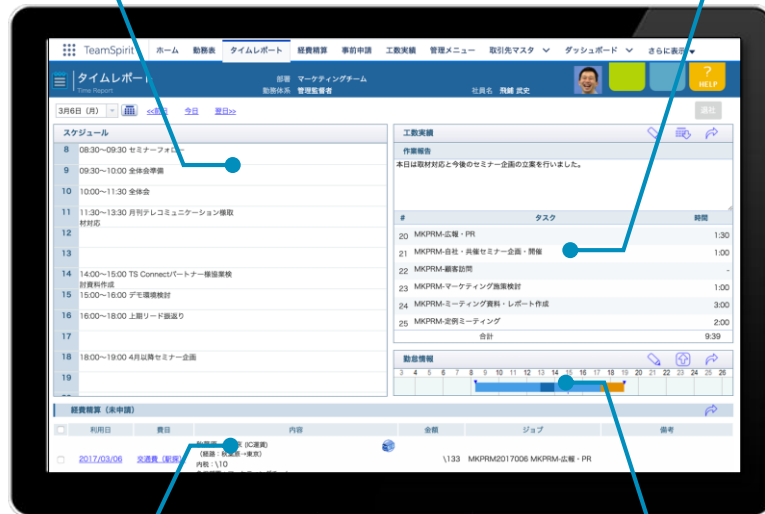 TeamSpirit ホーム 勤務表 タイムレポート 経費精算 事前申請 工数実績 管理メニュー 取引先マスタ ダッシュボード さらに表示
タイムレポート
Time Report
部署 マーケティングチーム
勤務体系 管理監督者
社員名 飛鋪 武史
?
HELP
3月6日 (月) <<前日 今日 翌日>>
退社
スケジュール
8 08:30～09:30 セミナーフォロー
9 09:30～10:00 全体会準備
10 10:00～11:30 全体会
11 11:30～13:30 月刊テレコミュニケーション様取
材対応
12
13
14 14:00～15:00 TS Connectパートナー様協業検
討資料作成
15 15:00～16:00 デモ環境検討
16 16:00～18:00 上期リード振返り
17
18 18:00～19:00 4月以降セミナー企画
19
工数実績
作業報告
本日は取材対応と今後のセミナー企画の立案を行いました。
# タスク 時間
20 MKPRM-広報・PR 1:30
21 MKPRM-自社・共催セミナー企画・開催 1:00
22 MKPRM-顧客訪問 -
23 MKPRM-マーケティング施策検討 1:00
24 MKPRM-ミーティング資料・レポート作成 3:00
25 MKPRM-定例ミーティング 2:00
合計 9:39
勤怠情報
3 4 5 6 7 8 9 10 11 12 13 14 15 16 17 18 19 20 21 22 23 24 25 26
経費精算（未申請）
利用日 費目 内容 金額 ジョブ 備考
2017/03/06 交通費（駅探） (IC運賃) \133 MKPRM2017006 MKPRM-広報・PR
（経路：秋葉原→東京）
内税：\10